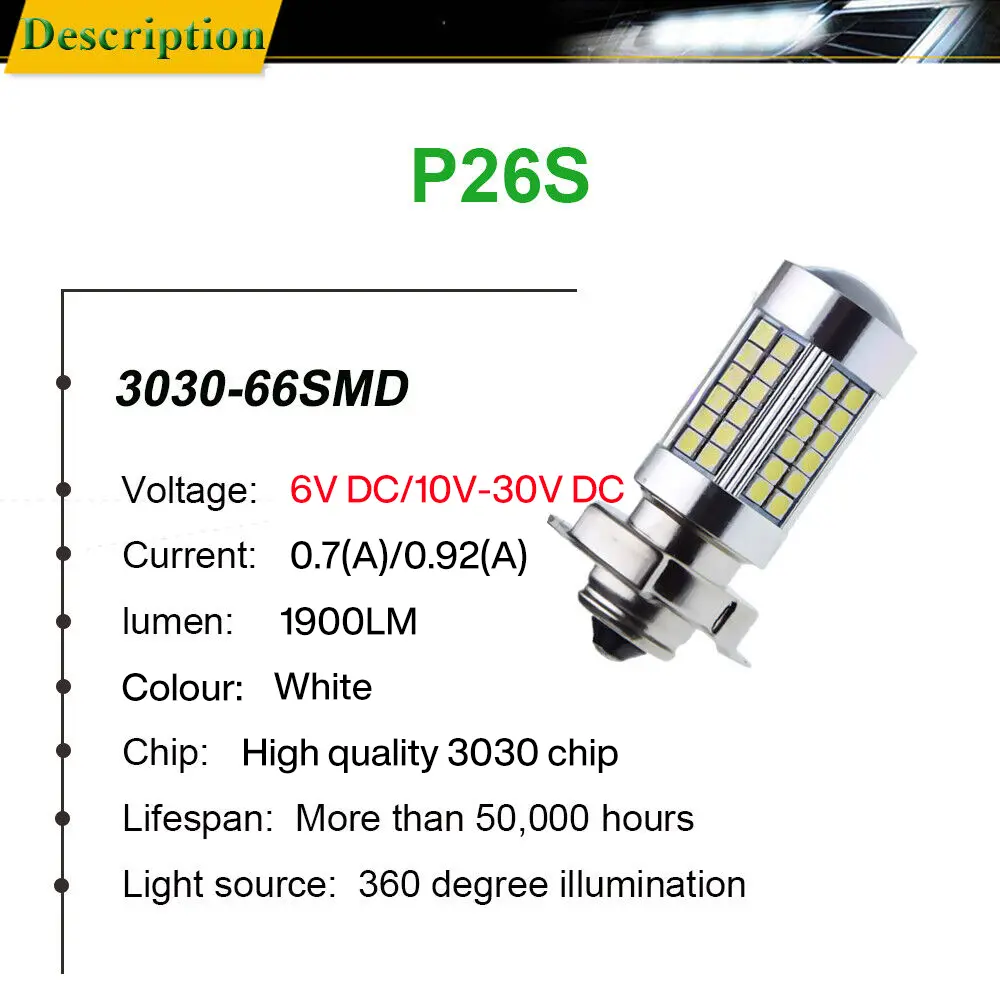 Description
P26S
3030-66SMD
Voltage: 6V DC/10V-30V DC
Current: 0.7(A)/0.92(A)
lumen: 1900LM
Colour: White
Chip: High quality 3030 chip
Lifespan: More than 50,000 hours
Light source: 360 degree illumination